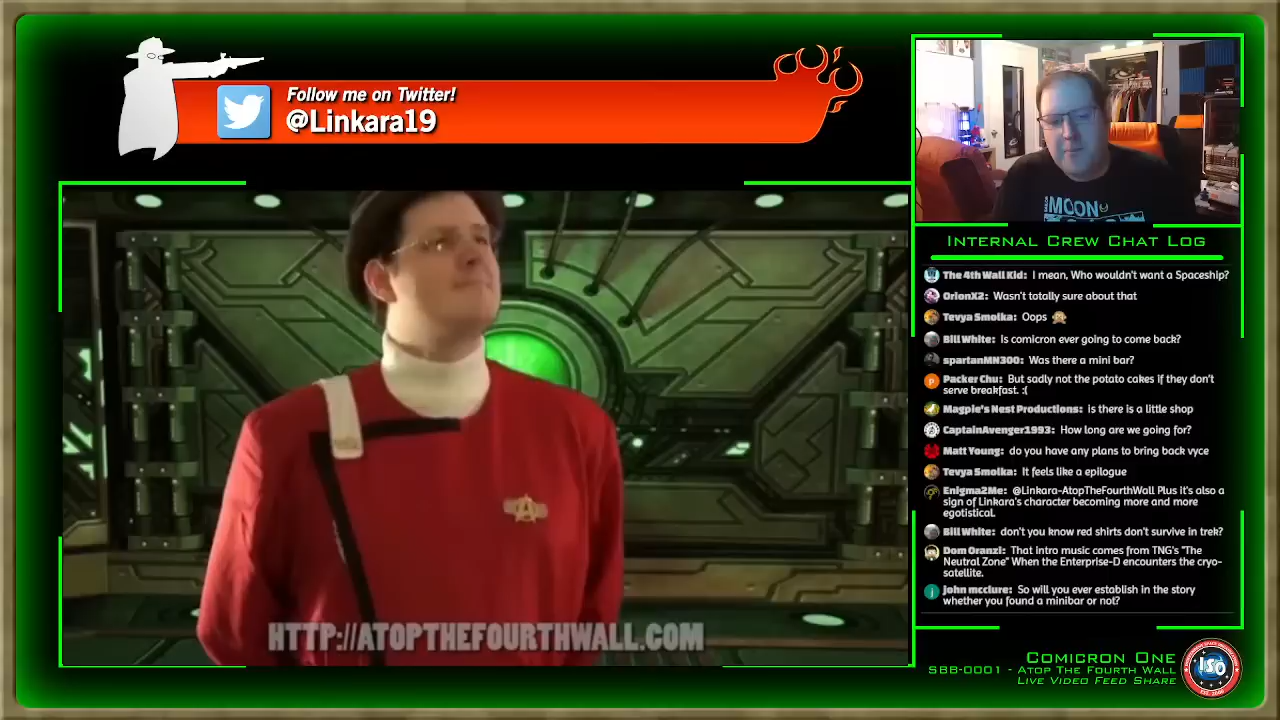 Follow me on Twitter!
@Linkara19
MOON
INTERNAL CREW CHAT LOG
The 4th Wall Kid: I mean, Who wouldn't want a Spaceship?
OrionX2: Wasn't totally sure about that
Tevya Smolka: Oops 🙊
Bill White: Is comicron ever going to come back?
spartanMN300: Was there a mini bar?
Packer Chu: But sadly not the potato cakes if they don't
serve breakfast. :(
Magpie's Nest Productions: is there is a little shop
CaptainAvenger1993: How long are we going for?
Matt Young: do you have any plans to bring back vyce
Tevya Smolka: It feels like a epilogue
Enigma2Me: @Linkara-AtopTheFourthWall Plus it's also a
sign of Linkara's character becoming more and more
egotistical.
Bill White: don't you know red shirts don't survive in trek?
Dom Oranzi: That intro music comes from TNG's "The
Neutral Zone" When the Enterprise-D encounters the cryo-
satellite.
john mcclure: So will you ever establish in the story
whether you found a minibar or not?
HTTP://ATOPTHEFOURTHWALL.COM
COMICRON ONE
SBB-0001 - ATOP THE FOURTH WALL
LIVE VIDEO FEED SHARE
ISO